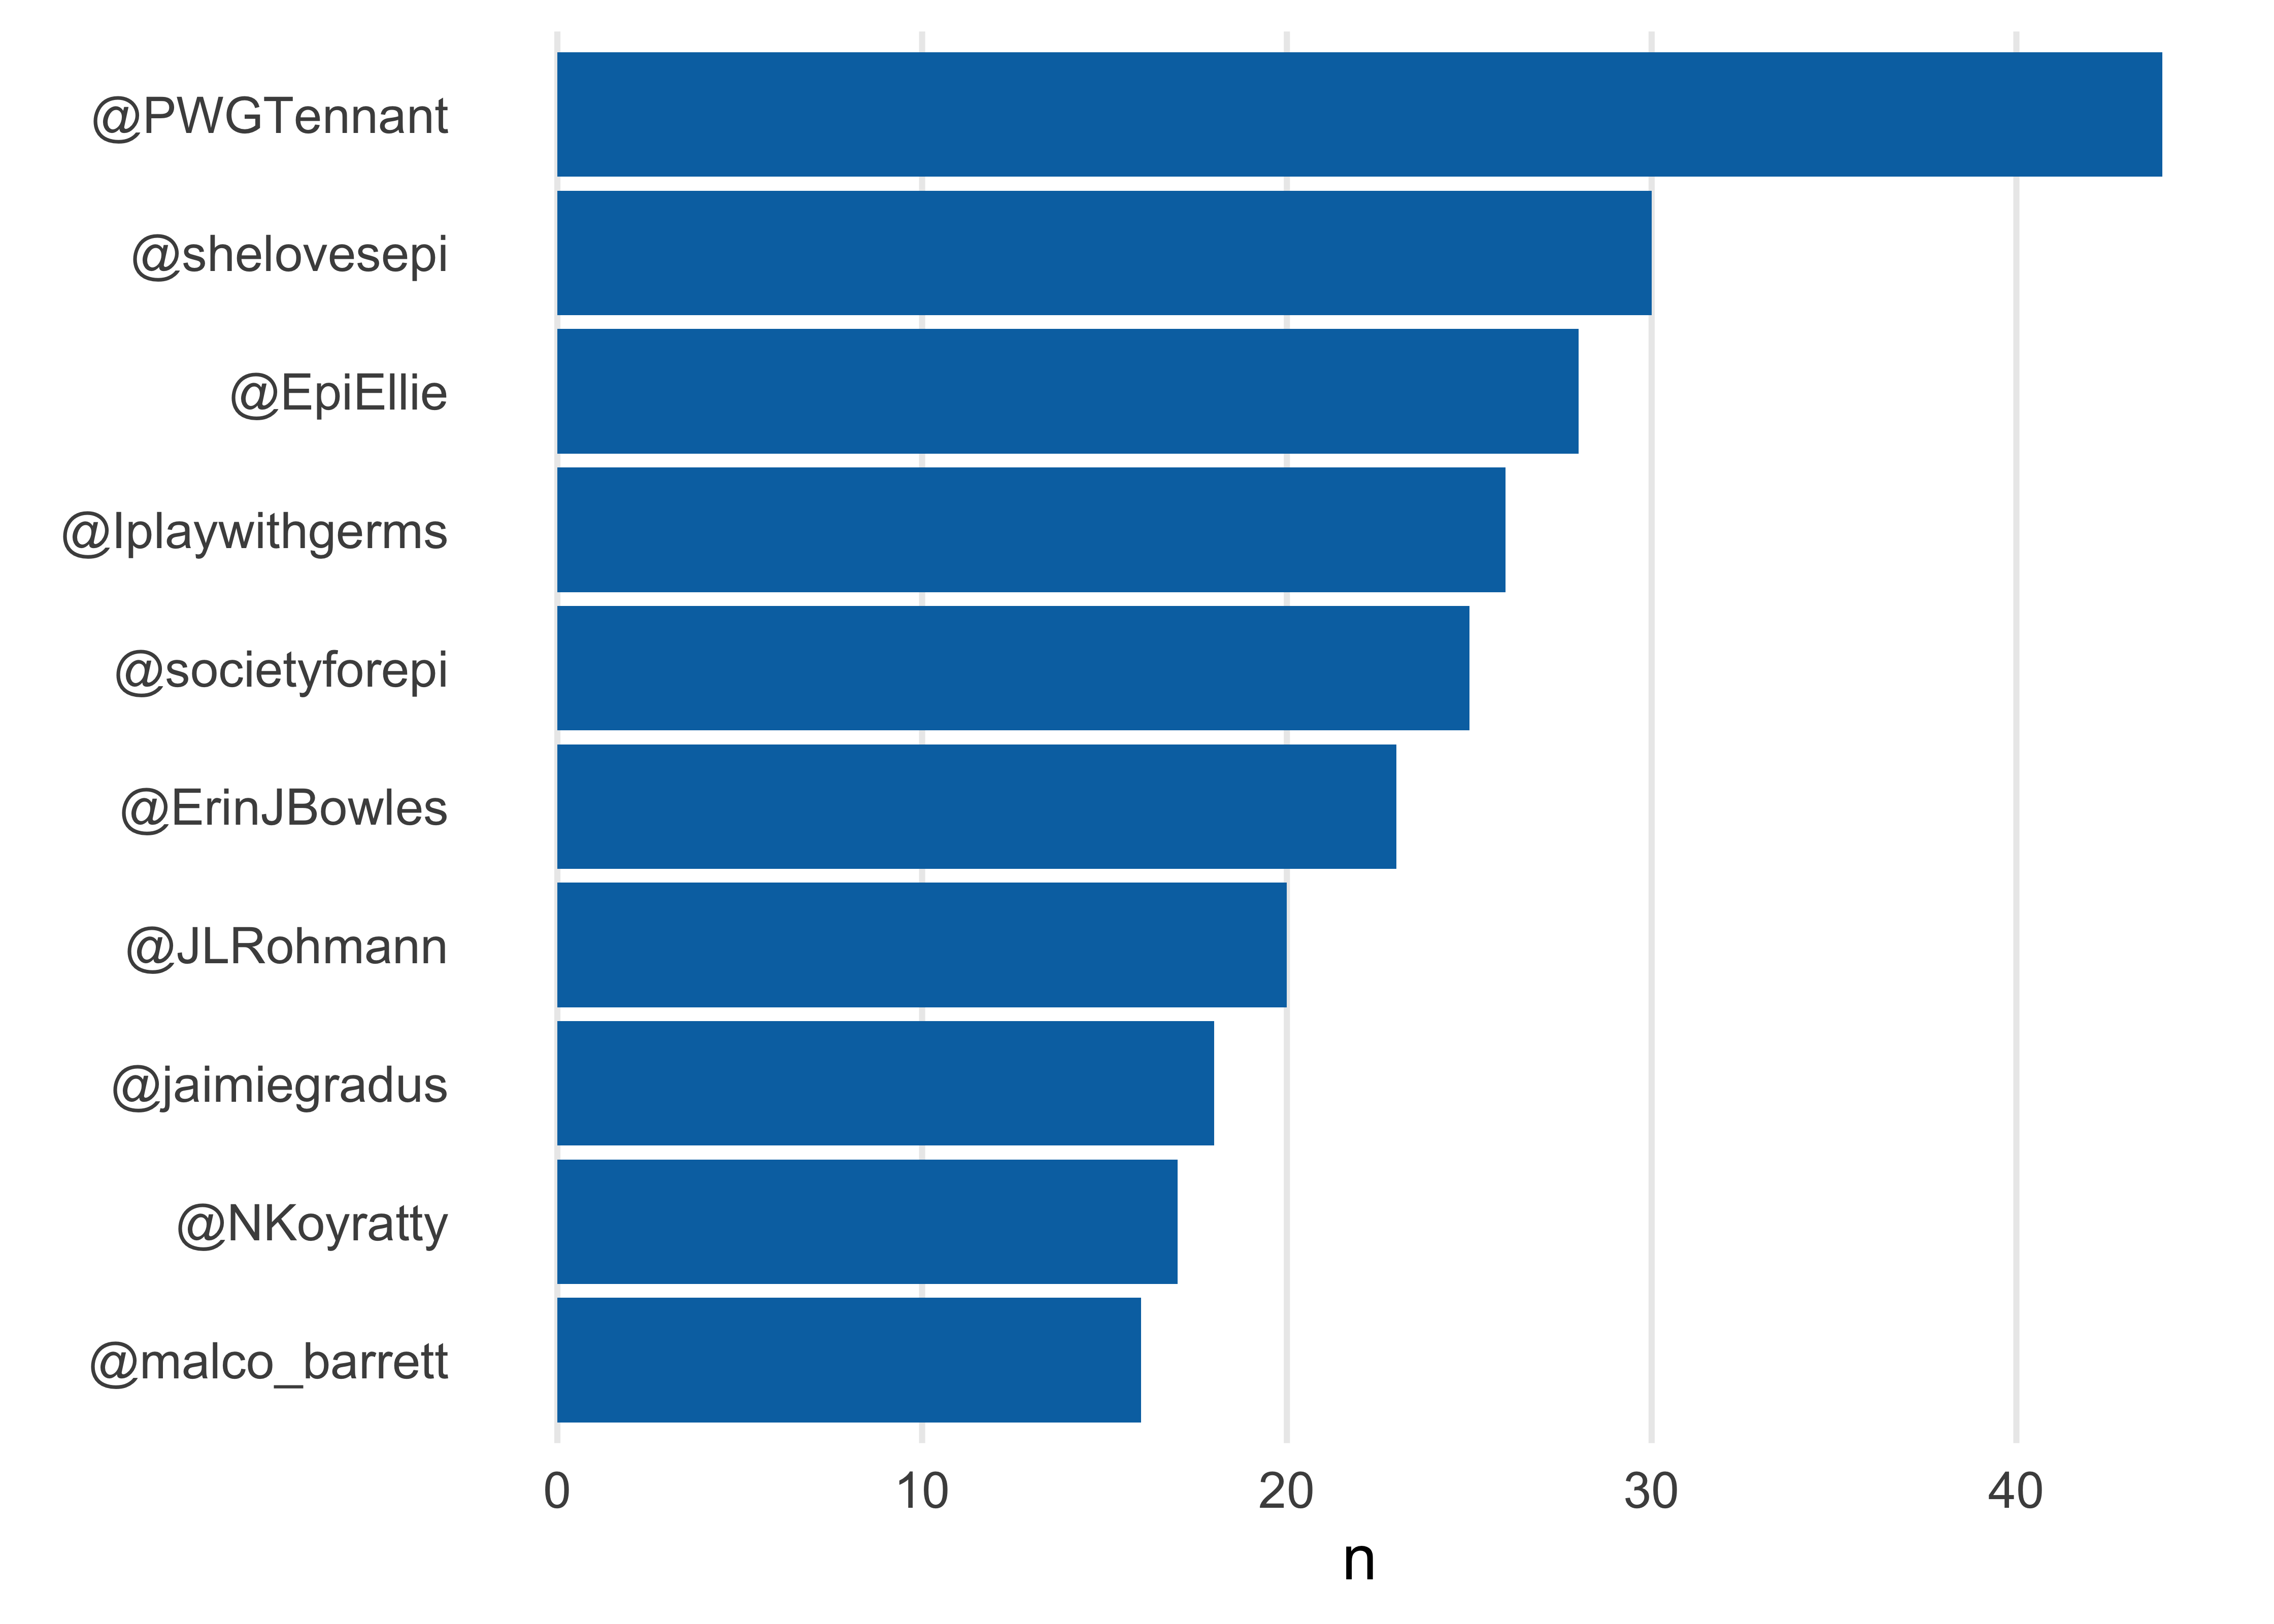 @PWGTennant
@shelovesepi
@EpiEllie
@Iplaywithgerms
@societyforepi
@ErinJBowles
@JLRohmann
@jaimiegradus
@NKoyratty
@malco_barrett
0 10 20 30 40
n